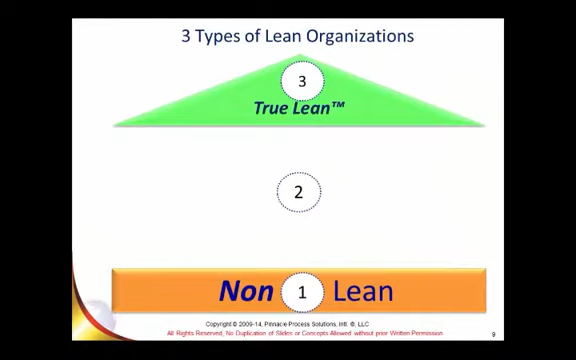 3 Types of Lean Organizations
3
True Lean™
2
Non 1 Lean
Copyright © 2009-14, Pinnacle Process Solutions, Intl. ®, LLC
All Rights Reserved, No Duplication of Slides or Concepts Allowed without prior Written Permission.
9